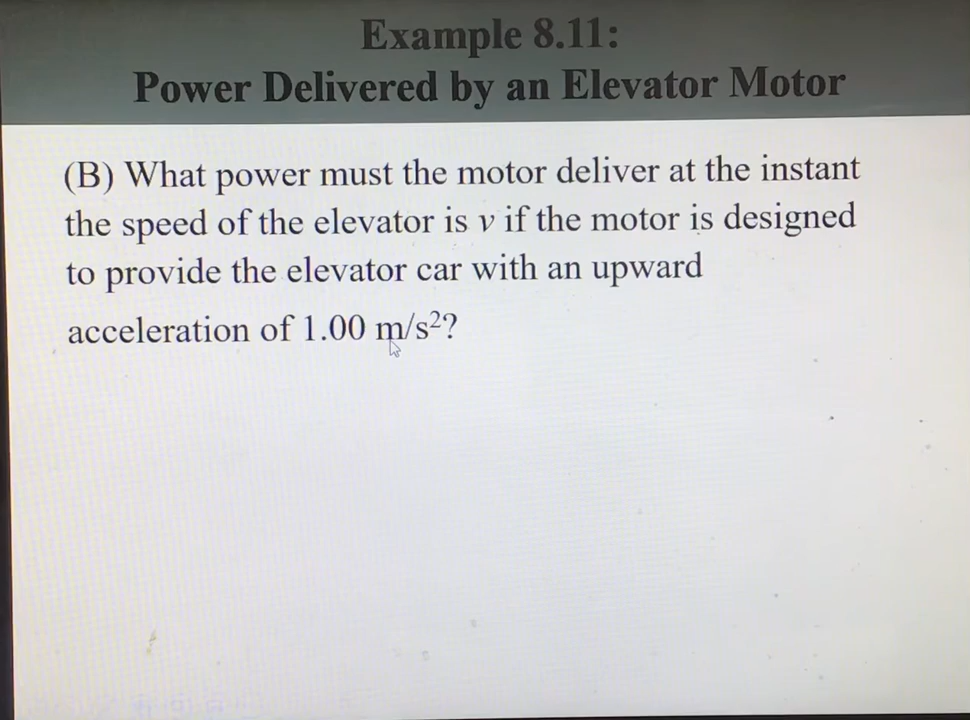 Example 8.11:
Power Delivered by an Elevator Motor
(B) What power must the motor deliver at the instant
the speed of the elevator is v if the motor is designed
to provide the elevator car with an upward
acceleration of 1.00 m/s²?